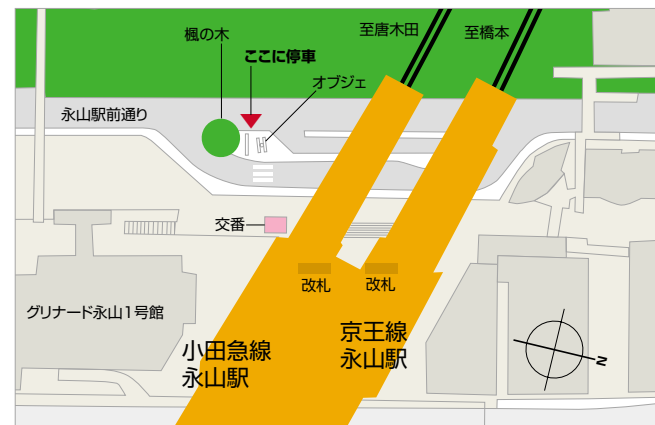 至唐木田
至橋本
楓の木
ここに停車
オブジェ
永山駅前通り
交番
改札
改札
グリナード永山1号館
小田急線
永山駅
京王線
永山駅
N